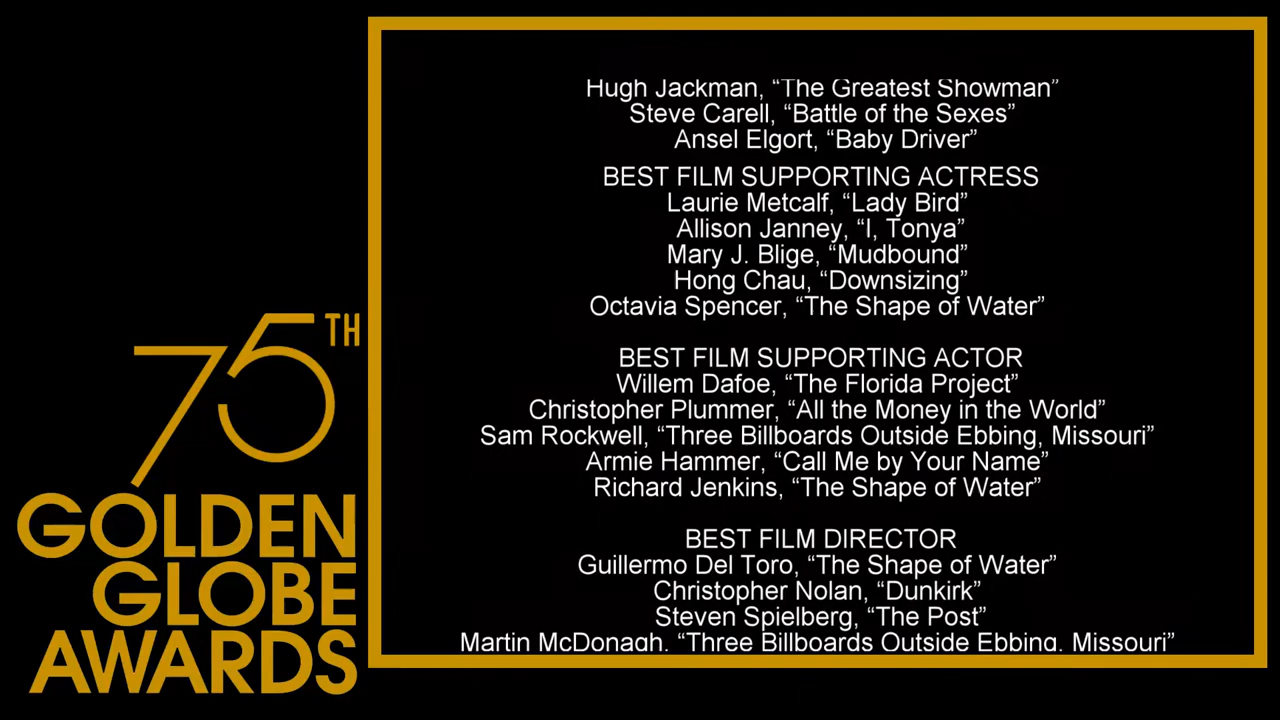 75TH
GOLDEN
GLOBE
AWARDS
Hugh Jackman, “The Greatest Showman”
Steve Carell, “Battle of the Sexes”
Ansel Elgort, “Baby Driver”
BEST FILM SUPPORTING ACTRESS
Laurie Metcalf, “Lady Bird”
Allison Janney, “I, Tonya”
Mary J. Blige, “Mudbound”
Hong Chau, “Downsizing”
Octavia Spencer, “The Shape of Water”
BEST FILM SUPPORTING ACTOR
Willem Dafoe, “The Florida Project”
Christopher Plummer, “All the Money in the World”
Sam Rockwell, “Three Billboards Outside Ebbing, Missouri”
Armie Hammer, “Call Me by Your Name”
Richard Jenkins, “The Shape of Water”
BEST FILM DIRECTOR
Guillermo Del Toro, “The Shape of Water”
Christopher Nolan, “Dunkirk”
Steven Spielberg, “The Post”
Martin McDonagh, “Three Billboards Outside Ebbing, Missouri”